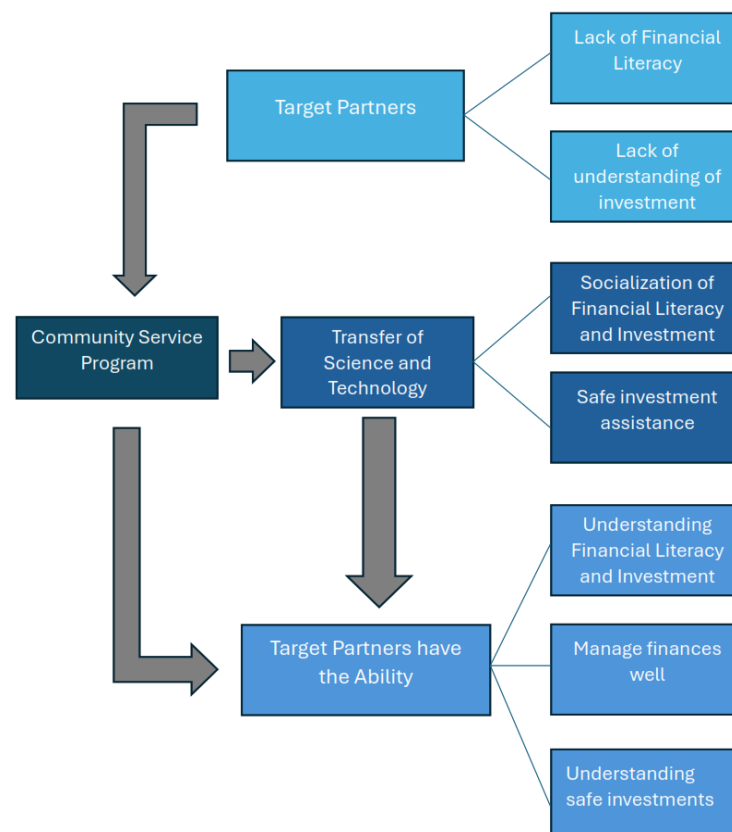 Lack of Financial
Literacy
Target Partners
Lack of
understanding of
investment
Socialization of
Financial Literacy
and Investment
Community Service
Program
Transfer of
Science and
Technology
Safe investment
assistance
Understanding
Financial Literacy
and Investment
Target Partners have
the Ability
Manage finances
well
Understanding
safe investments